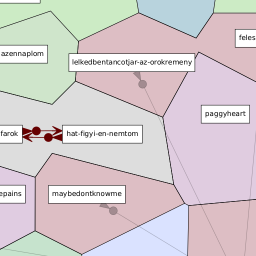 azennaplom
lelkedbentancotjar-az-orokremeny
feles
paggyheart
farok
hat-figyi-en-nemtom
epains
maybedontknowme